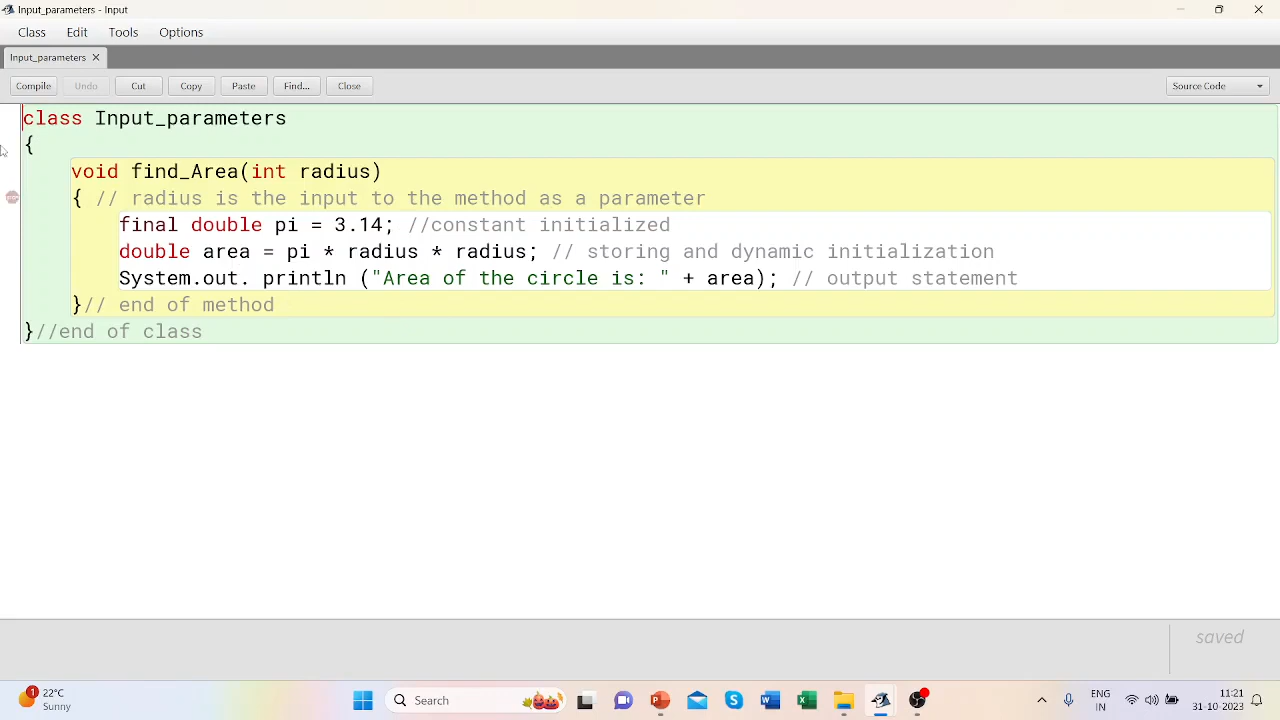 Input_parameters - Input
Class Edit Tools Options
Input_parameters ×
Compile Undo Cut Copy Paste Find... Close Source Code
class Input_parameters
{
void find_Area(int radius)
{ // radius is the input to the method as a parameter
final double pi = 3.14; //constant initialized
double area = pi * radius * radius; // storing and dynamic initialization
System.out. println ("Area of the circle is: " + area); // output statement
}// end of method
}//end of class
saved
1 22°C
Sunny
Search
ENG
IN
11:21
31-10-2023